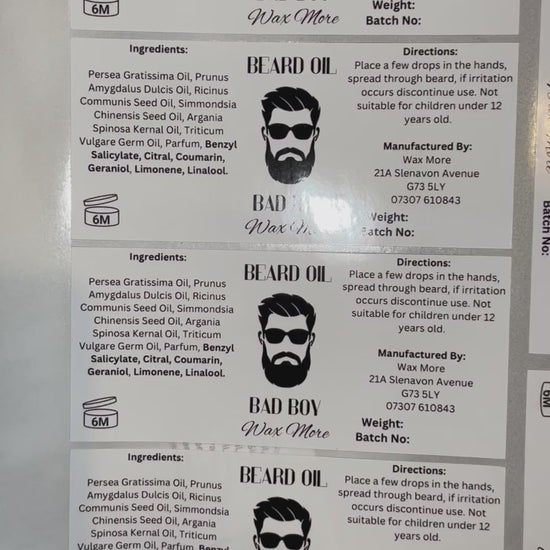 Wax More
Weight:
Batch No:
6M
Ingredients:
Persea Gratissima Oil, Prunus
Amygdalus Dulcis Oil, Ricinus
Communis Seed Oil, Simmondsia
Chinensis Seed Oil, Argania
Spinosa Kernal Oil, Triticum
Vulgare Germ Oil, Parfum, Benzyl
Salicylate, Citral, Coumarin,
Geraniol, Limonene, Linalool.
6M
BEARD OIL
BAD
Wax More
Directions:
Place a few drops in the hands,
spread through beard, if irritation
occurs discontinue use. Not
suitable for children under 12
years old.
Manufactured By:
Wax More
21A Slenavon Avenue
G73 5LY
07307 610843
Weight:
Batch No:
Ingredients:
Persea Gratissima Oil, Prunus
Amygdalus Dulcis Oil, Ricinus
Communis Seed Oil, Simmondsia
Chinensis Seed Oil, Argania
Spinosa Kernal Oil, Triticum
Vulgare Germ Oil, Parfum, Benzyl
Salicylate, Citral, Coumarin,
Geraniol, Limonene, Linalool.
6M
BEARD OIL
BAD BOY
Wax More
Directions:
Place a few drops in the hands,
spread through beard, if irritation
occurs discontinue use. Not
suitable for children under 12
years old.
Manufactured By:
Wax More
21A Slenavon Avenue
G73 5LY
07307 610843
Weight:
Batch No:
Ingredients:
Persea Gratissima Oil, Prunus
Amygdalus Dulcis Oil, Ricinus
Communis Seed Oil, Simmondsia
Chinensis Seed Oil, Argania
Spinosa Kernal Oil, Triticum
Vulgare Germ Oil, Parfum, Benzyl
BEARD OIL
Directions:
Place a few drops in the hands,
spread through beard, if irritation
occurs discontinue use. Not
suitable for children under 12
years old.
6M